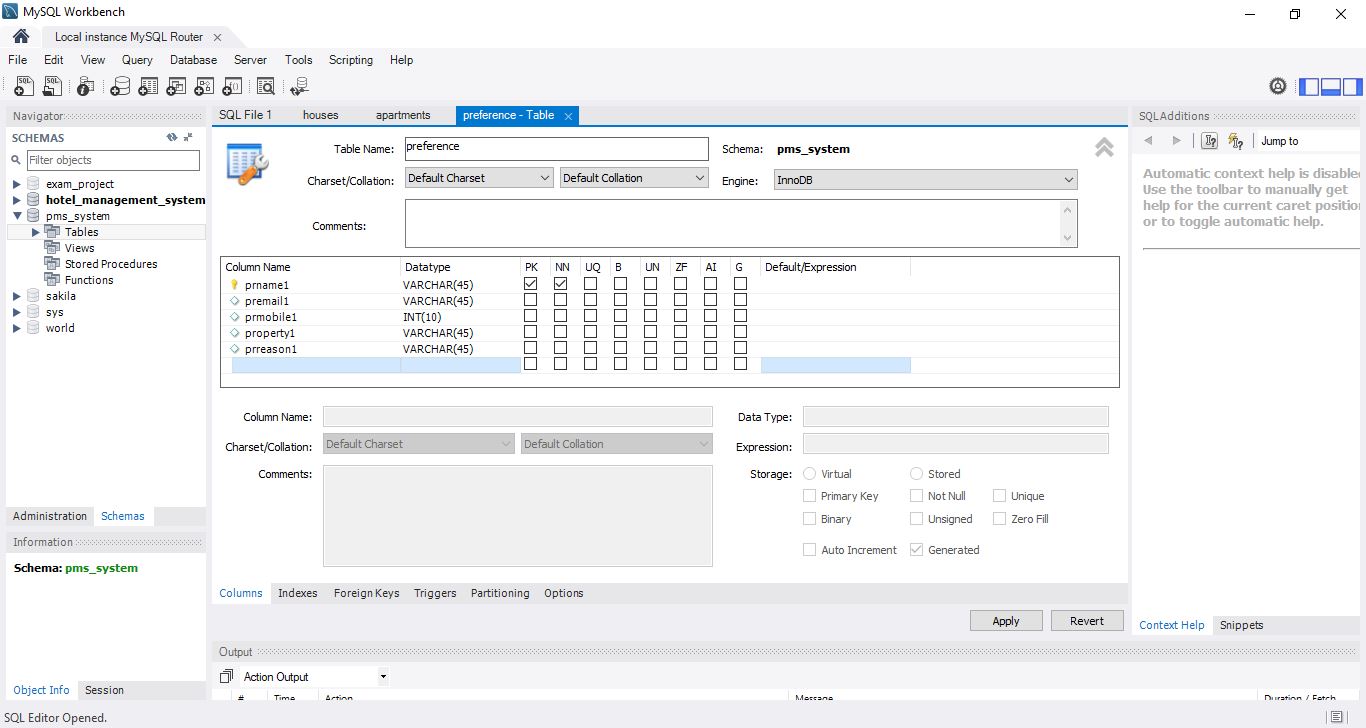 MySQL Workbench
Local instance MySQL Router
File Edit View Query Database Server Tools Scripting Help
Navigator
SCHEMAS
Filter objects
exam_project
hotel_management_system
pms_system
Tables
Views
Stored Procedures
Functions
sakila
sys
world
Administration Schemas
Information
Schema: pms_system
Object Info Session
SQL File 1 houses apartments preference - Table
Table Name: preference Schema: pms_system
Charset/Collation: Default Charset Default Collation Engine: InnoDB
Comments:
Column Name Datatype PK NN UQ B UN ZF AI G Default/Expression
prname1 VARCHAR(45)
premail1 VARCHAR(45)
prmobile1 INT(10)
property1 VARCHAR(45)
prreason1 VARCHAR(45)
Column Name: Data Type:
Charset/Collation: Default Charset Default Collation Expression:
Comments: Storage: Virtual Stored
Primary Key Not Null Unique
Binary Unsigned Zero Fill
Auto Increment Generated
Columns Indexes Foreign Keys Triggers Partitioning Options
Apply Revert
Output
Action Output
# Time Action Message Duration / Fetch
SQLAdditions
Jump to
Automatic context help is disabled
Use the toolbar to manually get
help for the current caret position
or to toggle automatic help.
Context Help Snippets
SQL Editor Opened.